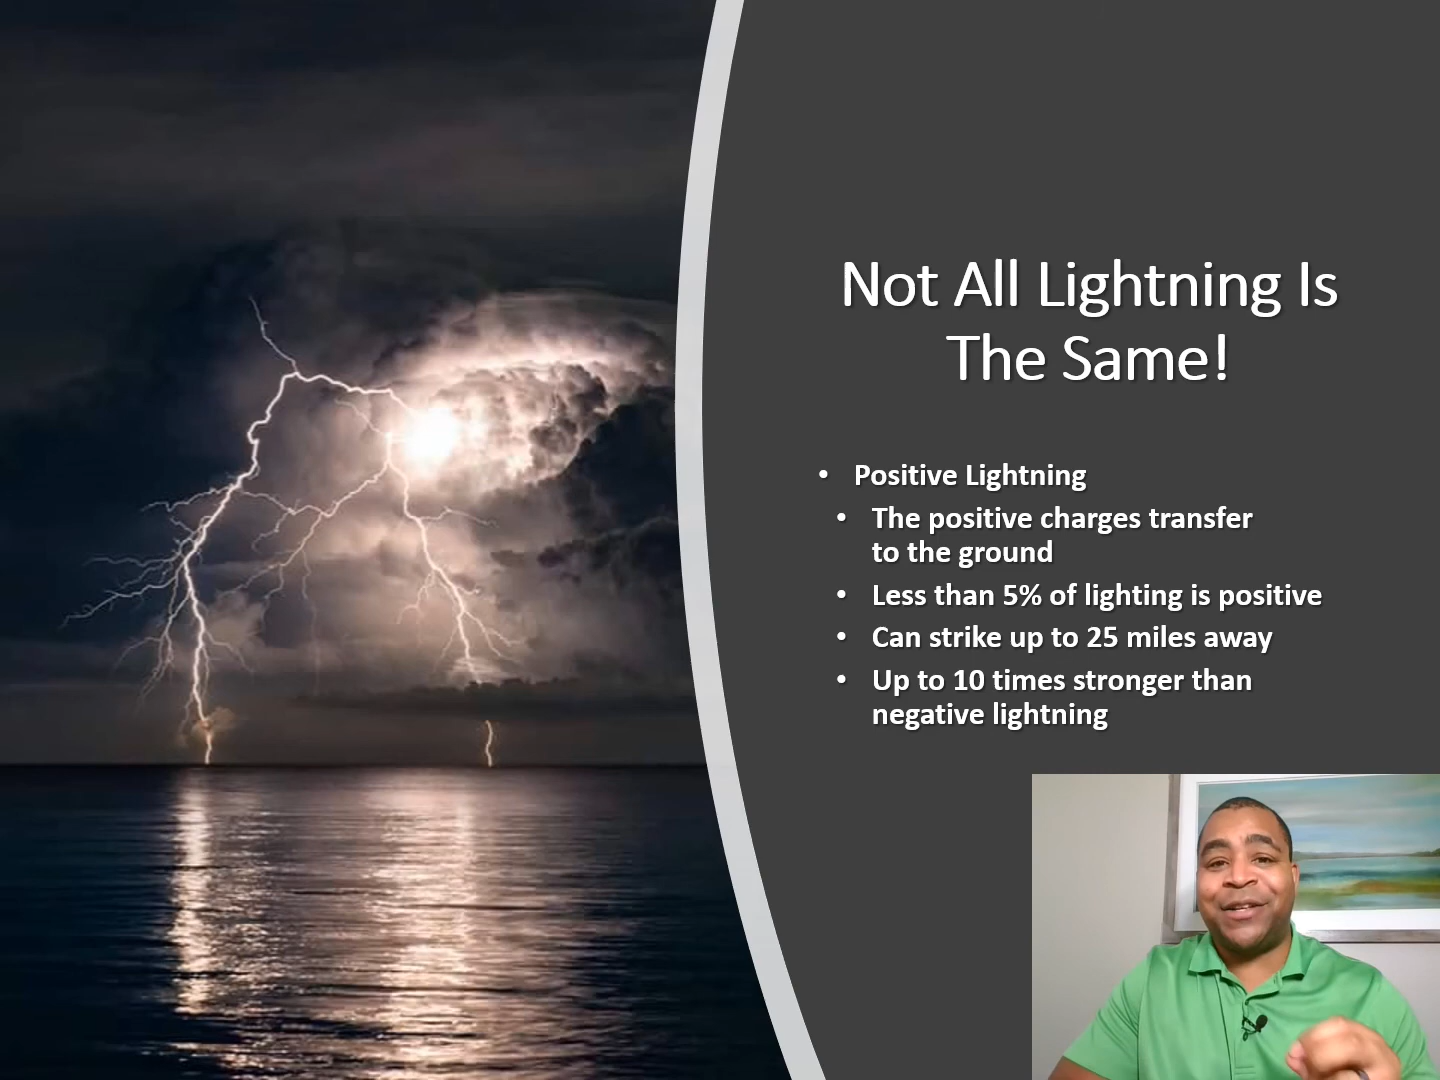 Not All Lightning Is
The Same!
• Positive Lightning
• The positive charges transfer
to the ground
• Less than 5% of lighting is positive
• Can strike up to 25 miles away
• Up to 10 times stronger than
negative lightning